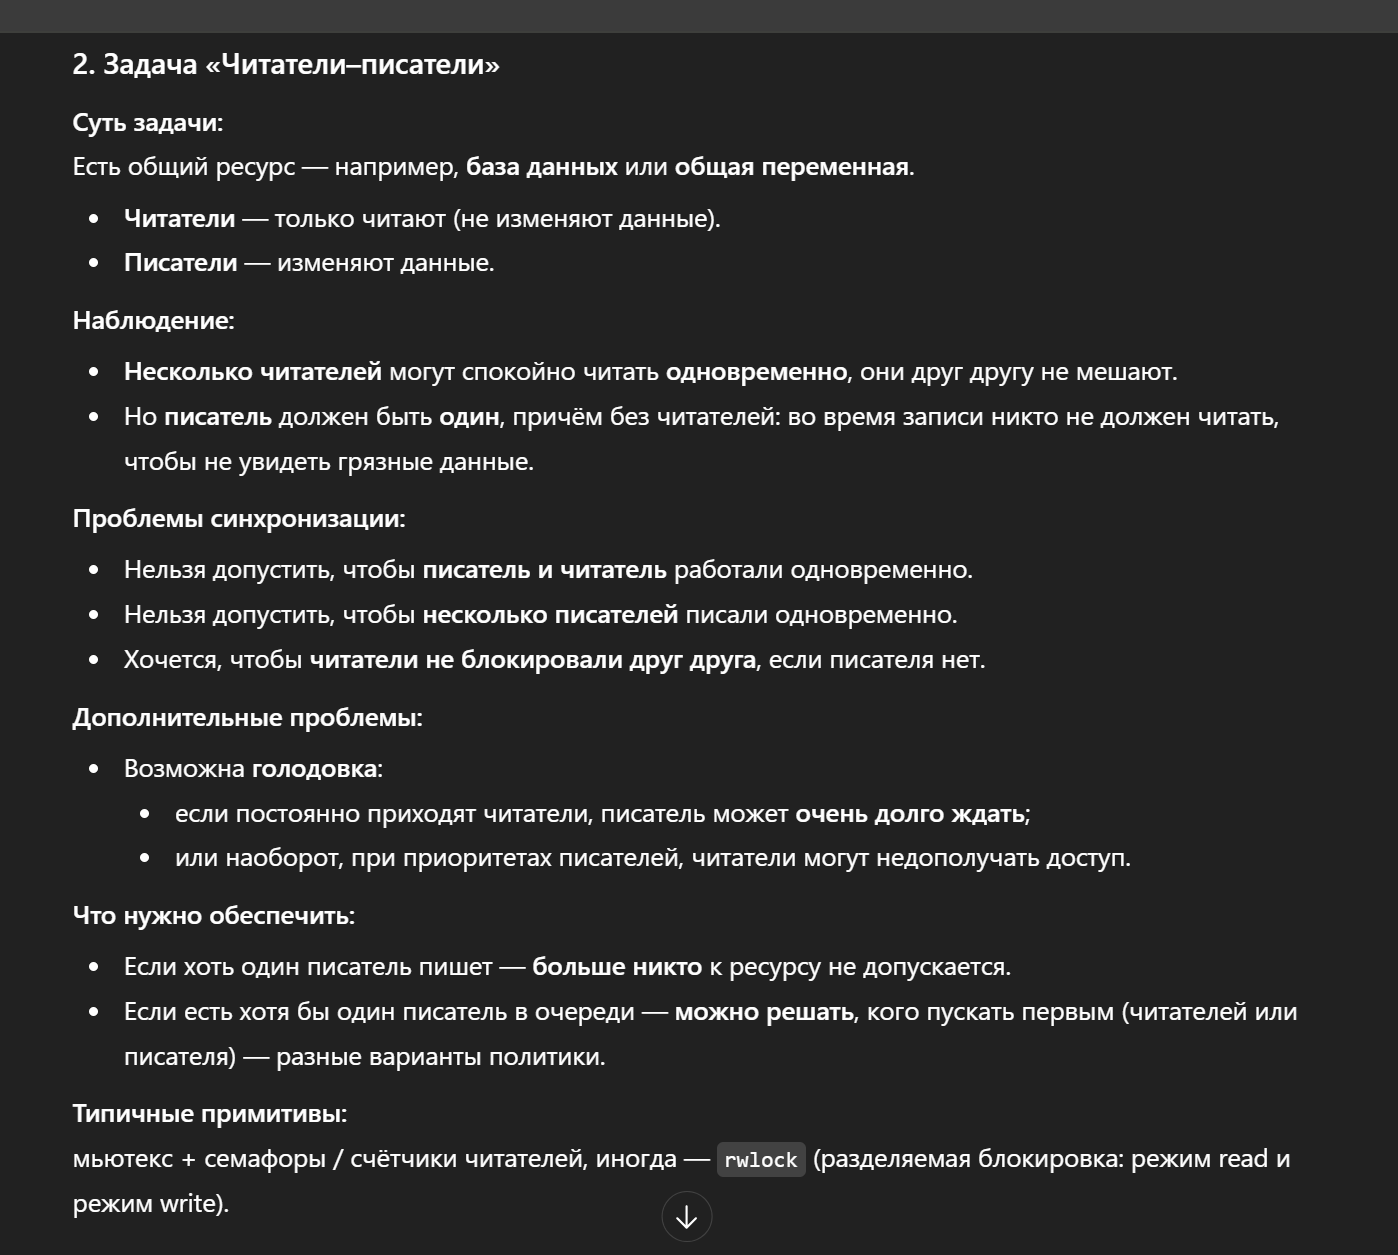 2. Задача «Читатели–писатели»
Суть задачи:
Есть общий ресурс — например, база данных или общая переменная.
• Читатели — только читают (не изменяют данные).
• Писатели — изменяют данные.
Наблюдение:
• Несколько читателей могут спокойно читать одновременно, они друг другу не мешают.
• Но писатель должен быть один, причём без читателей: во время записи никто не должен читать,
чтобы не увидеть грязные данные.
Проблемы синхронизации:
• Нельзя допустить, чтобы писатель и читатель работали одновременно.
• Нельзя допустить, чтобы несколько писателей писали одновременно.
• Хочется, чтобы читатели не блокировали друг друга, если писателя нет.
Дополнительные проблемы:
• Возможна голодовка:
• если постоянно приходят читатели, писатель может очень долго ждать;
• или наоборот, при приоритетах писателей, читатели могут недополучать доступ.
Что нужно обеспечить:
• Если хоть один писатель пишет — больше никто к ресурсу не допускается.
• Если есть хотя бы один писатель в очереди — можно решать, кого пускать первым (читателей или
писателя) — разные варианты политики.
Типичные примитивы:
мьютекс + семафоры / счётчики читателей, иногда — rwlock (разделяемая блокировка: режим read и
режим write).